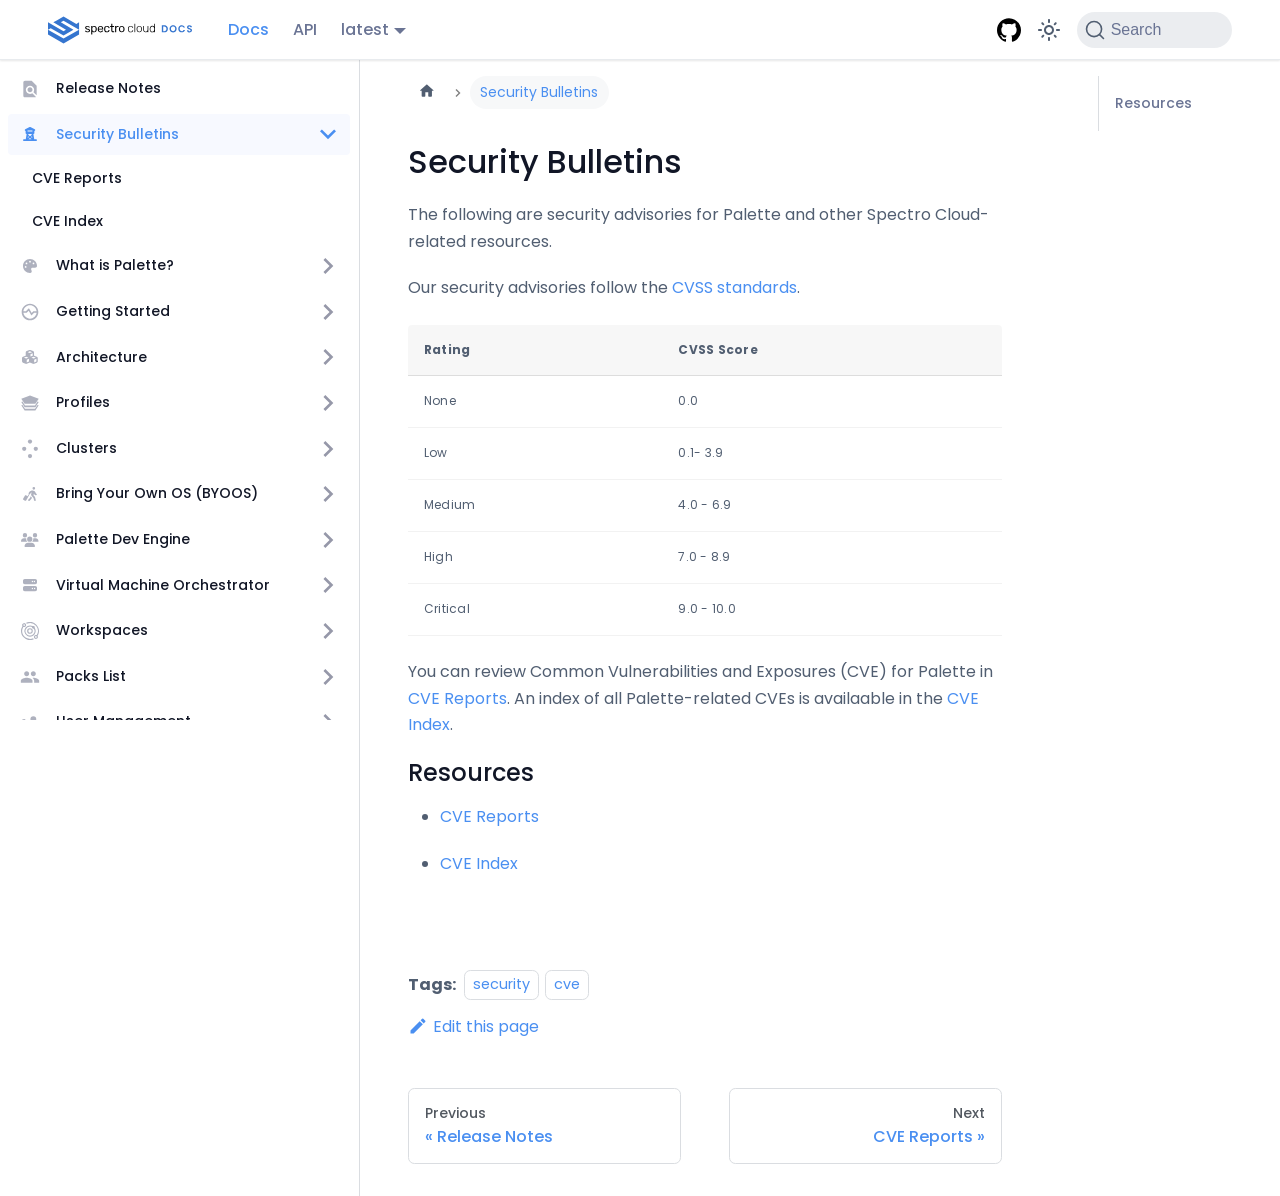 spectro cloud DOCS
Docs
API
latest
Search
Release Notes
Security Bulletins
CVE Reports
CVE Index
What is Palette?
Getting Started
Architecture
Profiles
Clusters
Bring Your Own OS (BYOOS)
Palette Dev Engine
Virtual Machine Orchestrator
Workspaces
Packs List
User Management
Security Bulletins
Security Bulletins
The following are security advisories for Palette and other Spectro Cloud-
related resources.
Our security advisories follow the CVSS standards.
Rating CVSS Score
None 0.0
Low 0.1- 3.9
Medium 4.0 - 6.9
High 7.0 - 8.9
Critical 9.0 - 10.0
You can review Common Vulnerabilities and Exposures (CVE) for Palette in
CVE Reports. An index of all Palette-related CVEs is availaable in the CVE
Index.
Resources
CVE Reports
CVE Index
Tags: security cve
Edit this page
Previous
« Release Notes
Next
CVE Reports »
Resources